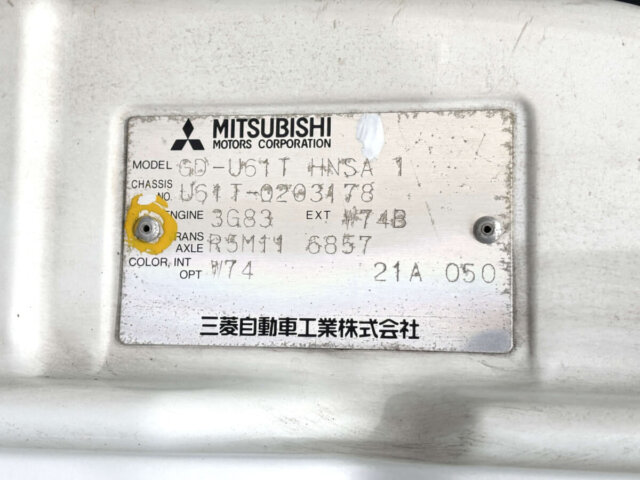 MITSUBISHI
MOTORS CORPORATION
MODEL GD-U61T HNSA 1
CHASSIS NO. U61T-0203178
ENGINE 3G83 EXT W74B
TRANS AXLE R5M11 6857
COLOR, INT OPT W74 21A 050
三菱自動車工業株式会社